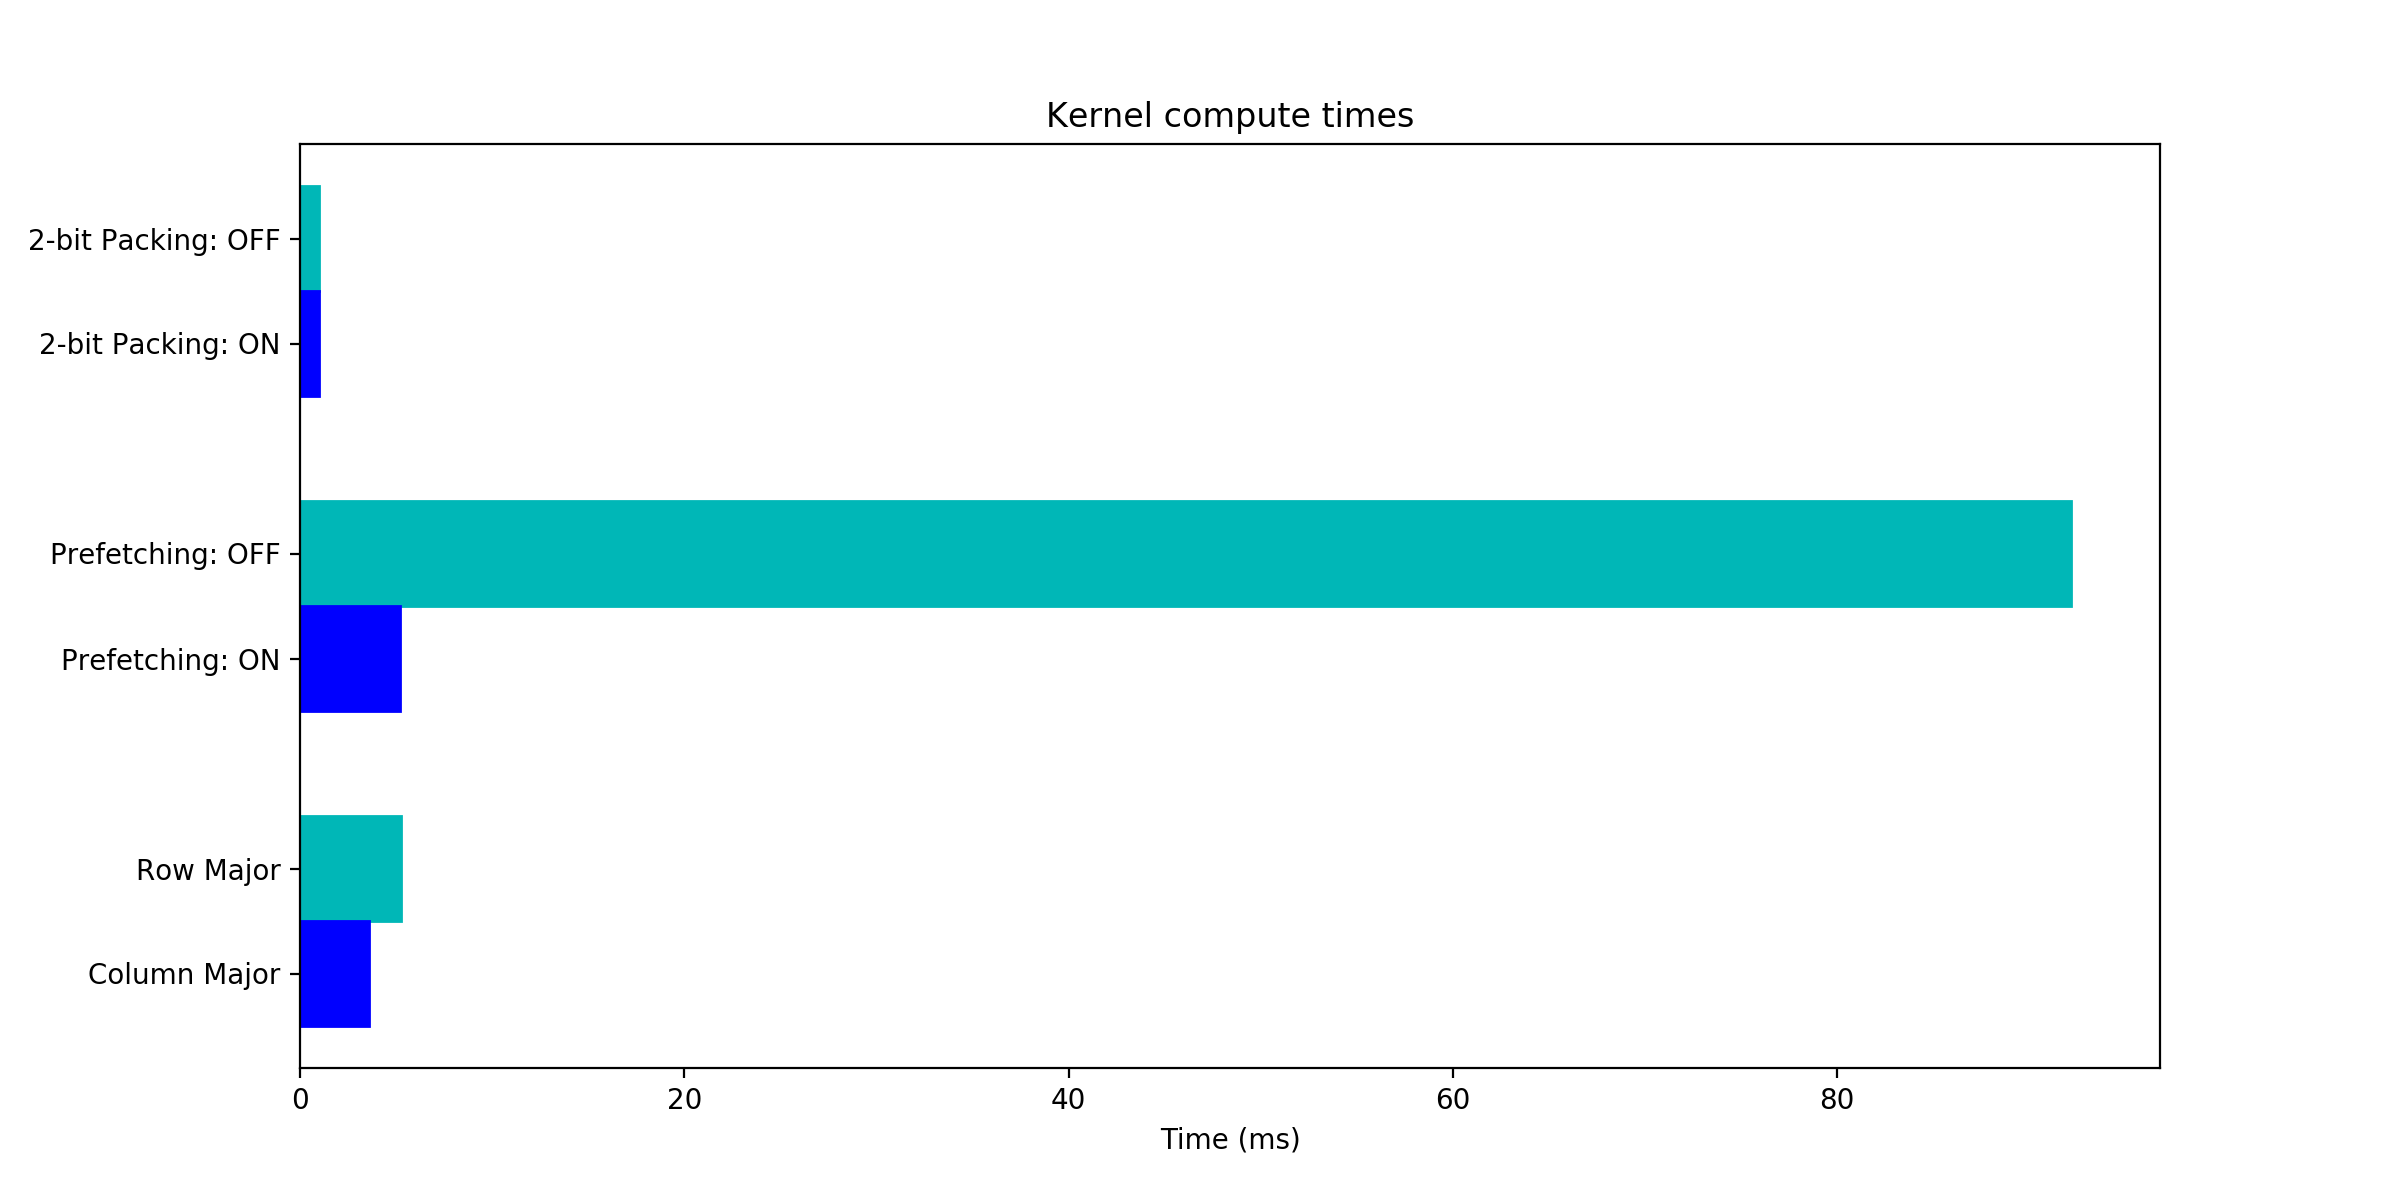 Kernel compute times
2-bit Packing: OFF
2-bit Packing: ON
Prefetching: OFF
Prefetching: ON
Row Major
Column Major
0 20 40 60 80
Time (ms)